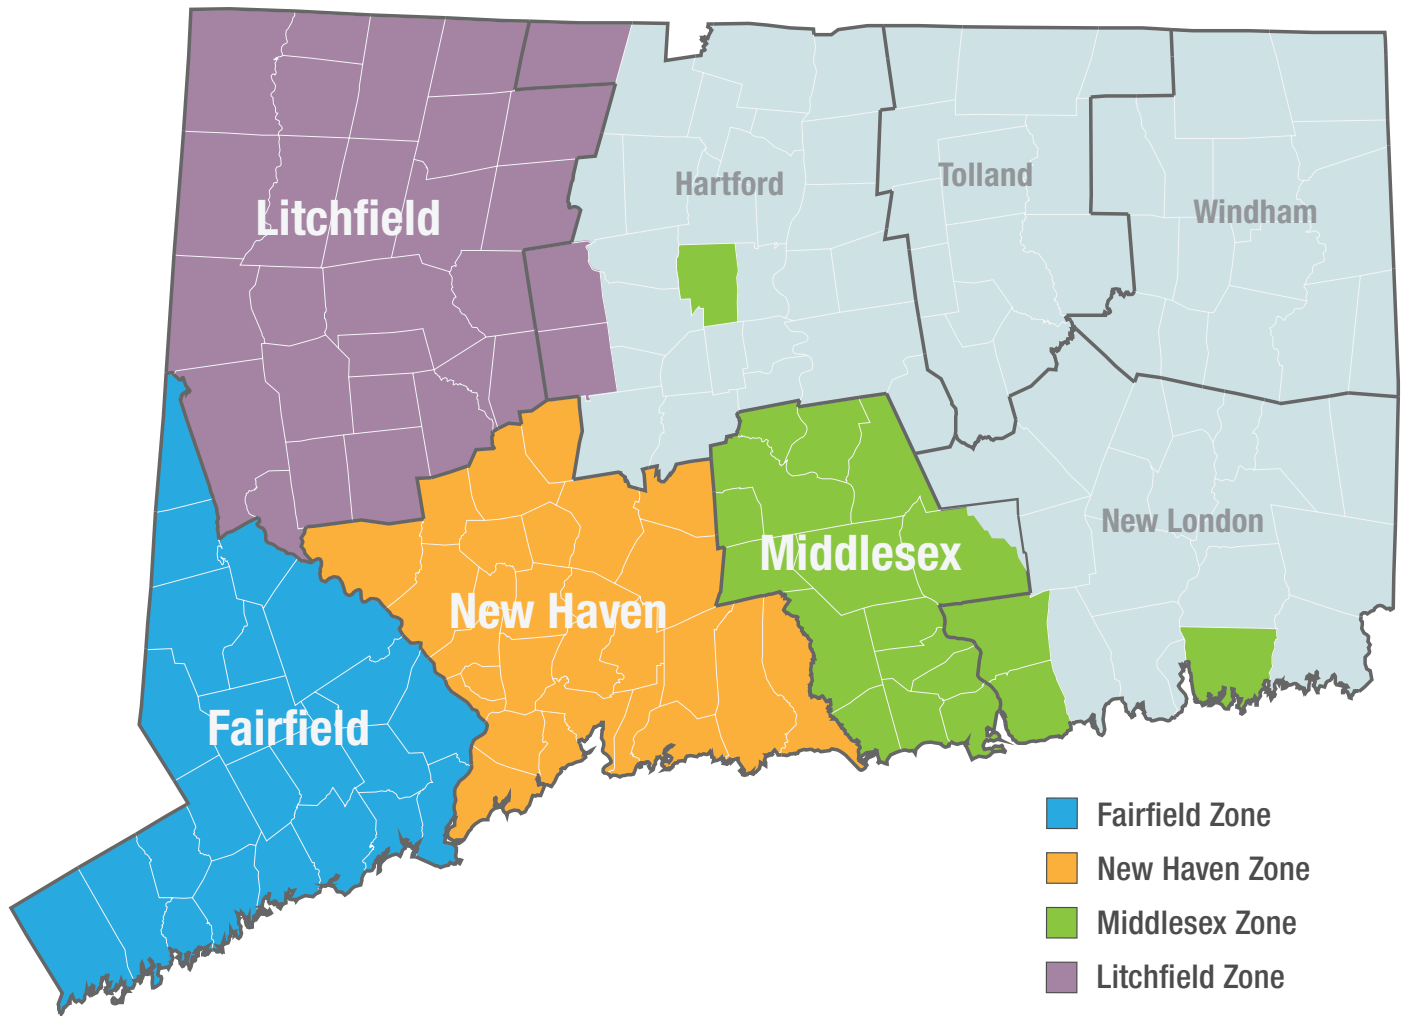 Hartford
Tolland
Windham
Litchfield
New London
Middlesex
New Haven
Fairfield
Fairfield Zone
New Haven Zone
Middlesex Zone
Litchfield Zone